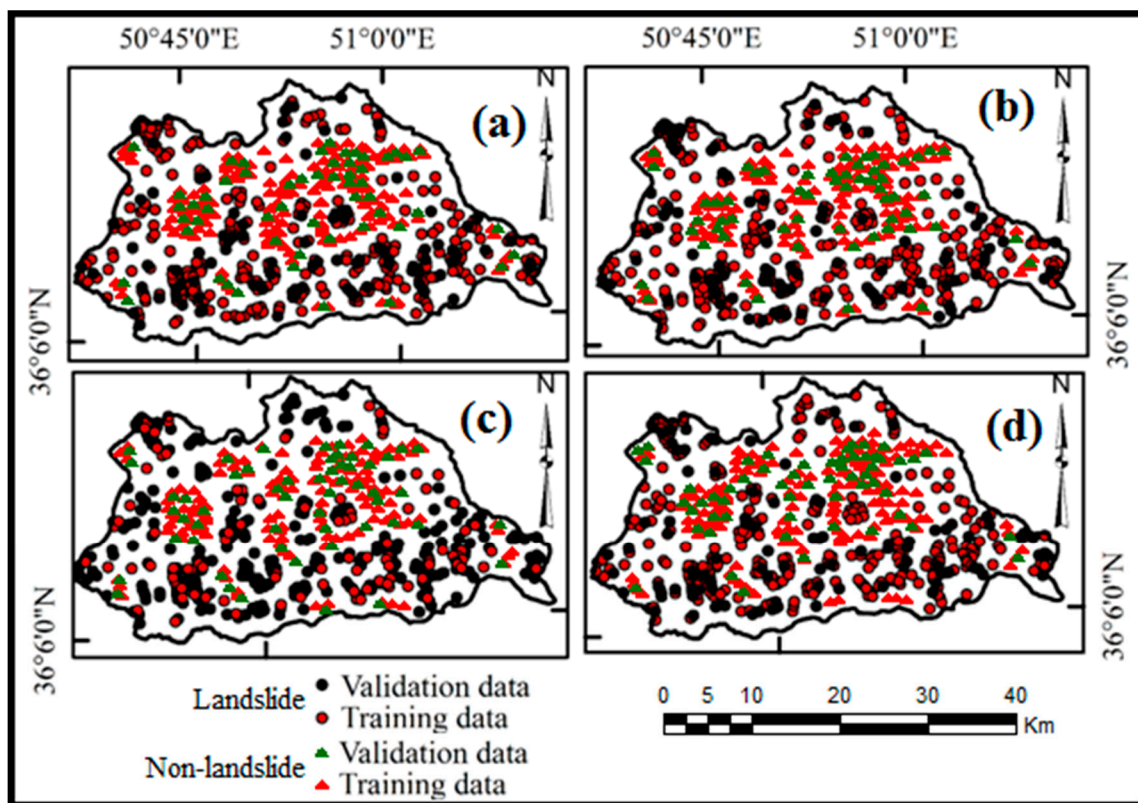 50°45'0"E 51°0'0"E 50°45'0"E 51°0'0"E
N
(a)
N
(b)
36°6'0"N
36°6'0"N
N
(c)
N
(d)
36°6'0"N
36°6'0"N
Landslide
Validation data
Training data
Non-landslide
Validation data
Training data
0 5 10 20 30 40
Km